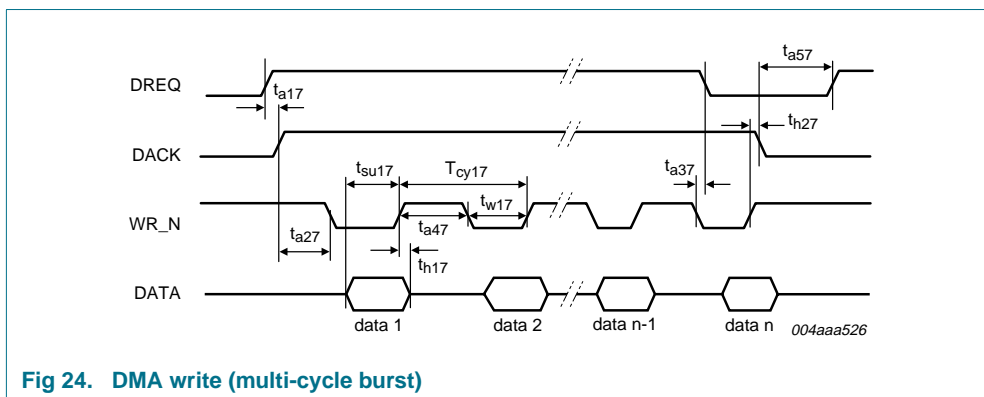 DREQ
DACK
WR_N
DATA
ta17
ta57
th27
tsu17
Tcy17
ta37
tw17
ta47
ta27
th17
data 1
data 2
data n-1
data n
004aaa526
Fig 24. DMA write (multi-cycle burst)